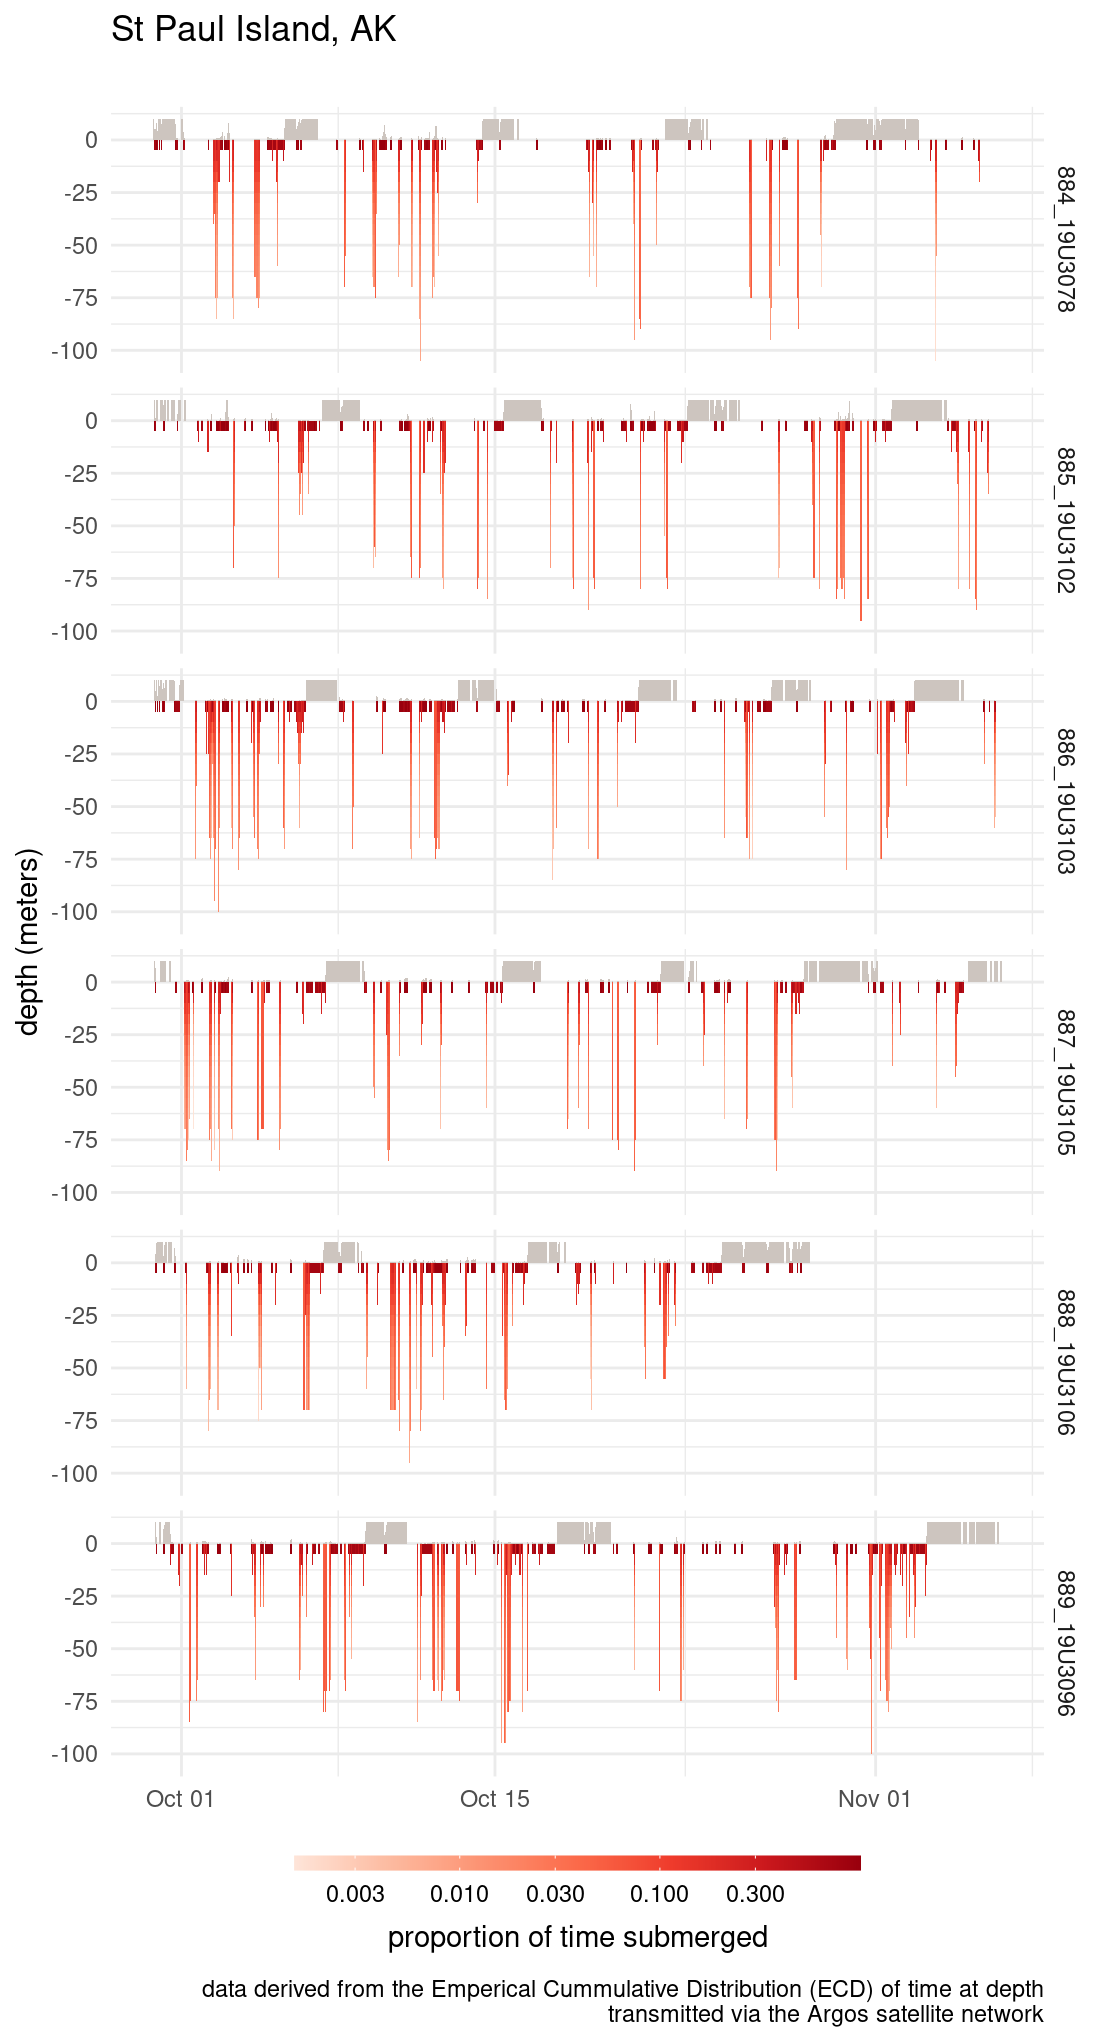 St Paul Island, AK
0
-25
-50
-75
-100
884_19U3078
0
-25
-50
-75
-100
885_19U3102
0
-25
-50
-75
-100
886_19U3103
depth (meters)
0
-25
-50
-75
-100
887_19U3105
0
-25
-50
-75
-100
888_19U3106
0
-25
-50
-75
-100
889_19U3096
Oct 01 Oct 15 Nov 01
0.003 0.010 0.030 0.100 0.300
proportion of time submerged
data derived from the Emperical Cummulative Distribution (ECD) of time at depth
transmitted via the Argos satellite network